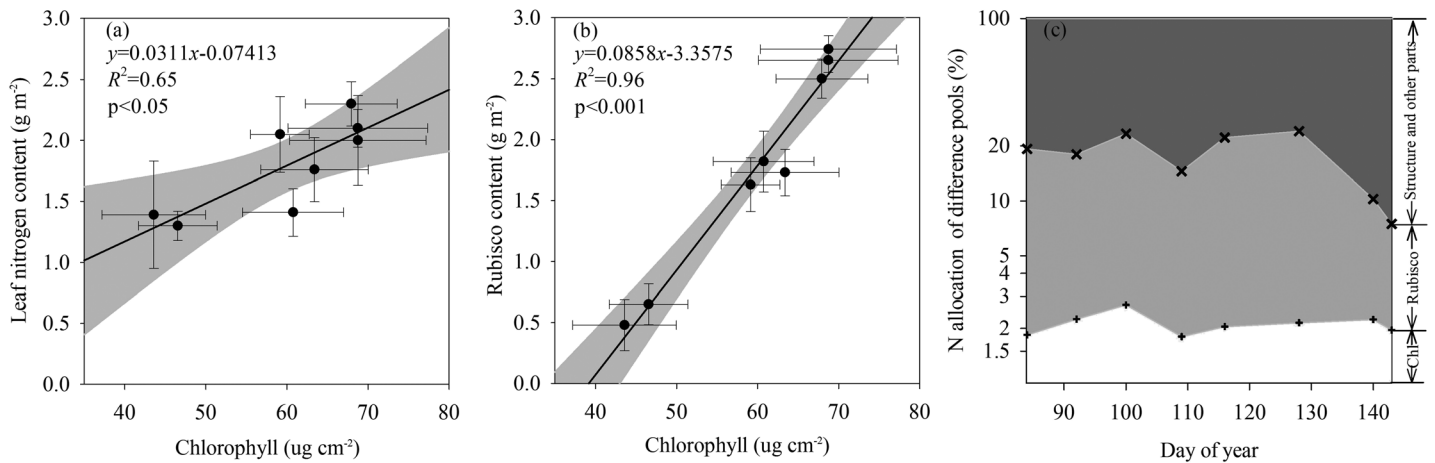 (a)
y=0.0311x-0.07413
R²=0.65
p<0.05
3.0
2.5
2.0
1.5
1.0
0.5
0.0
Leaf nitrogen content (g m⁻²)
40 50 60 70 80
Chlorophyll (ug cm⁻²)
(b)
y=0.0858x-3.3575
R²=0.96
p<0.001
3.0
2.5
2.0
1.5
1.0
0.5
0.0
Rubisco content (g m⁻²)
40 50 60 70 80
Chlorophyll (ug cm⁻²)
(c)
100
20
10
5
4
3
2
1.5
N allocation of difference pools (%)
90 100 110 120 130 140
Day of year
Structure and other parts
Rubisco
Chl